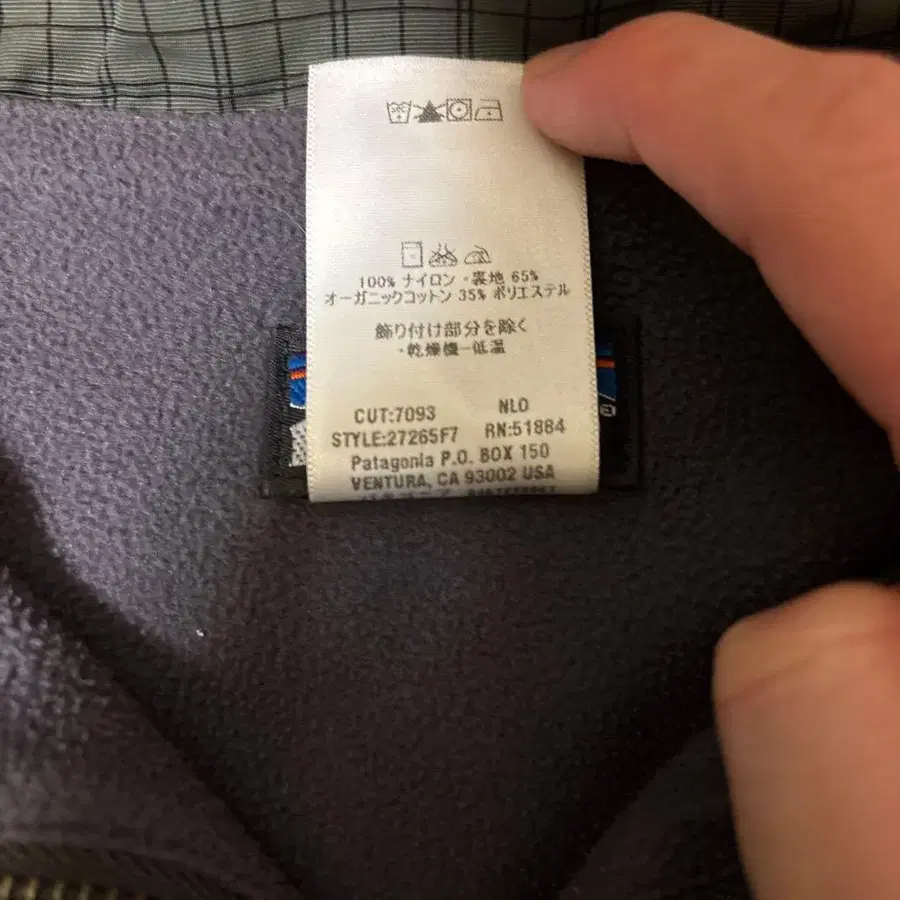 100% ナイロン ・裏地 65%
オーガニックコットン 35% ポリエステル
飾り付け部分を除く
・乾燥機ー低温
CUT:7093 NLO
STYLE:27265F7 RN:51884
Patagonia P.O. BOX 150
VENTURA, CA 93002 USA